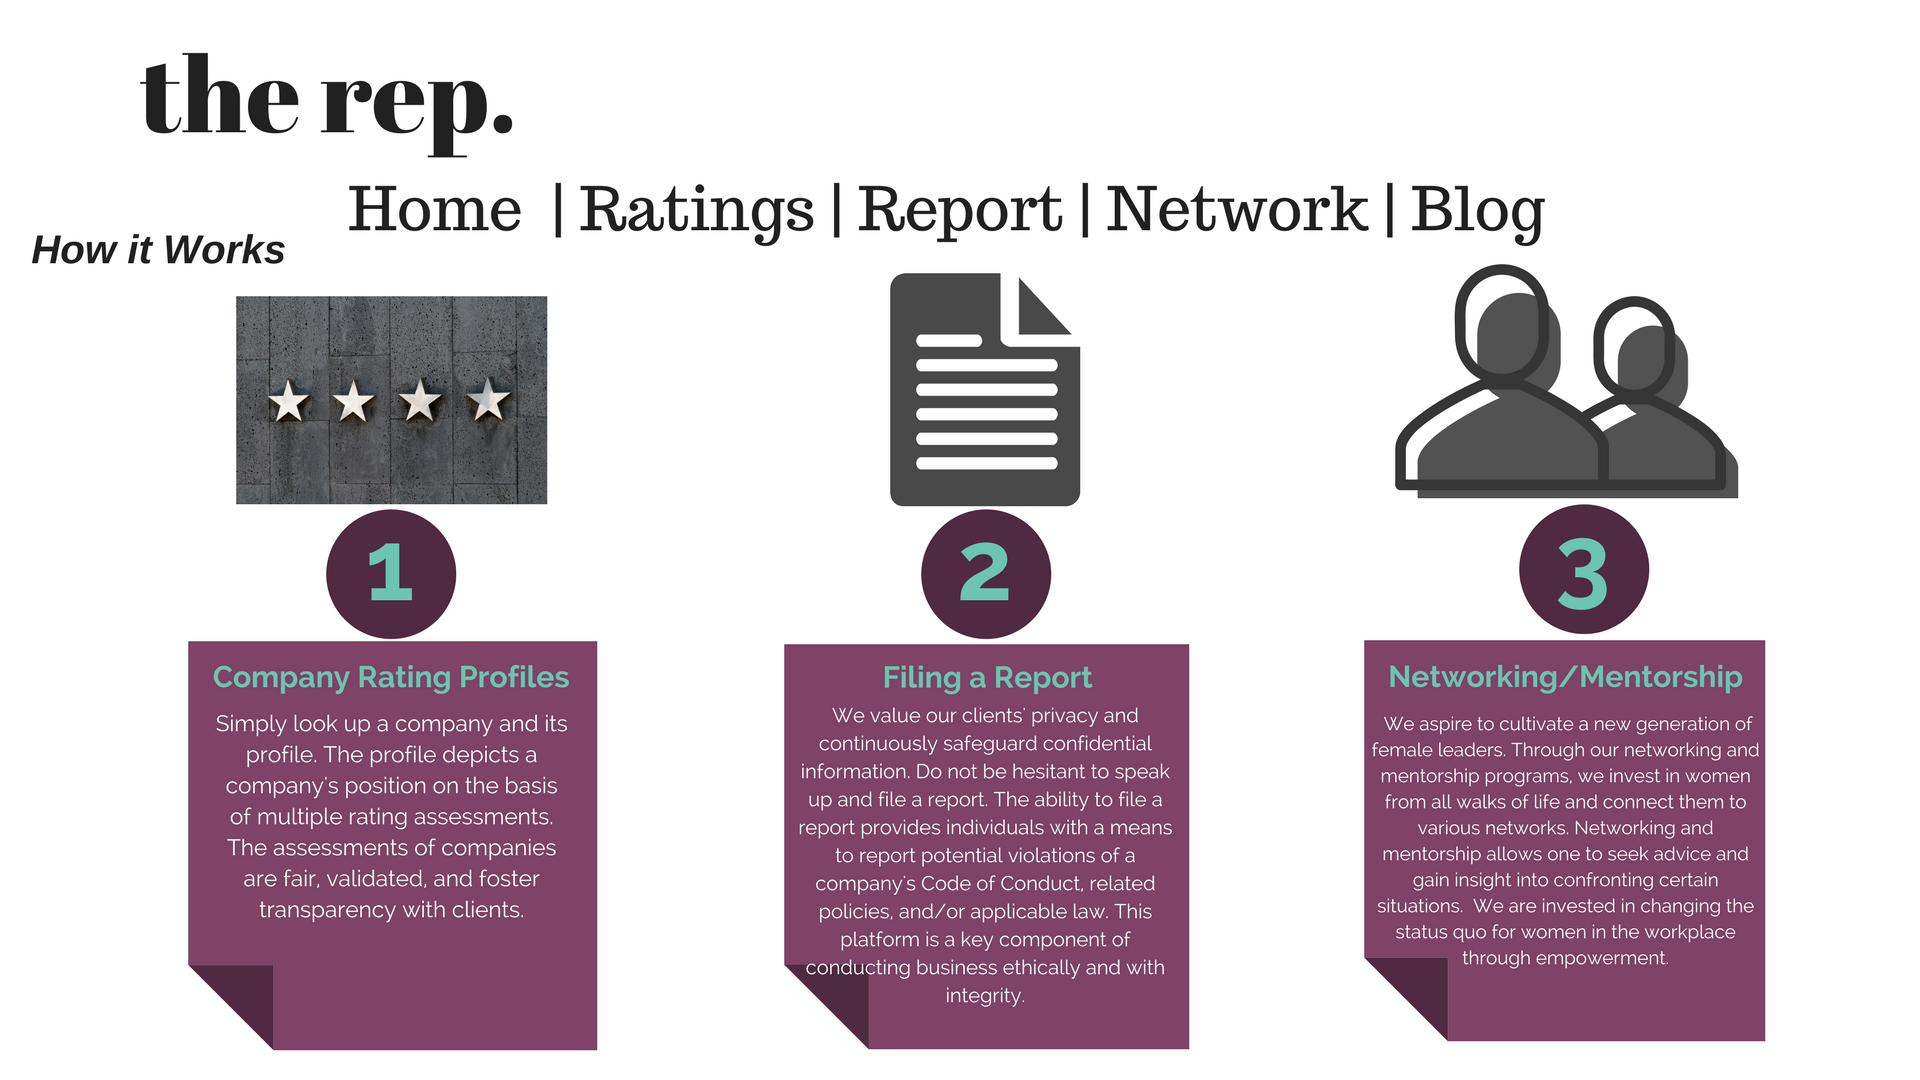 the rep.
Home | Ratings | Report | Network | Blog
How it Works
1
Company Rating Profiles
Simply look up a company and its
profile. The profile depicts a
company's position on the basis
of multiple rating assessments.
The assessments of companies
are fair, validated, and foster
transparency with clients.
2
Filing a Report
We value our clients' privacy and
continuously safeguard confidential
information. Do not be hesitant to speak
up and file a report. The ability to file a
report provides individuals with a means
to report potential violations of a
company's Code of Conduct, related
policies, and/or applicable law. This
platform is a key component of
conducting business ethically and with
integrity.
3
Networking/Mentorship
We aspire to cultivate a new generation of
female leaders. Through our networking and
mentorship programs, we invest in women
from all walks of life and connect them to
various networks. Networking and
mentorship allows one to seek advice and
gain insight into confronting certain
situations.  We are invested in changing the
status quo for women in the workplace
through empowerment.